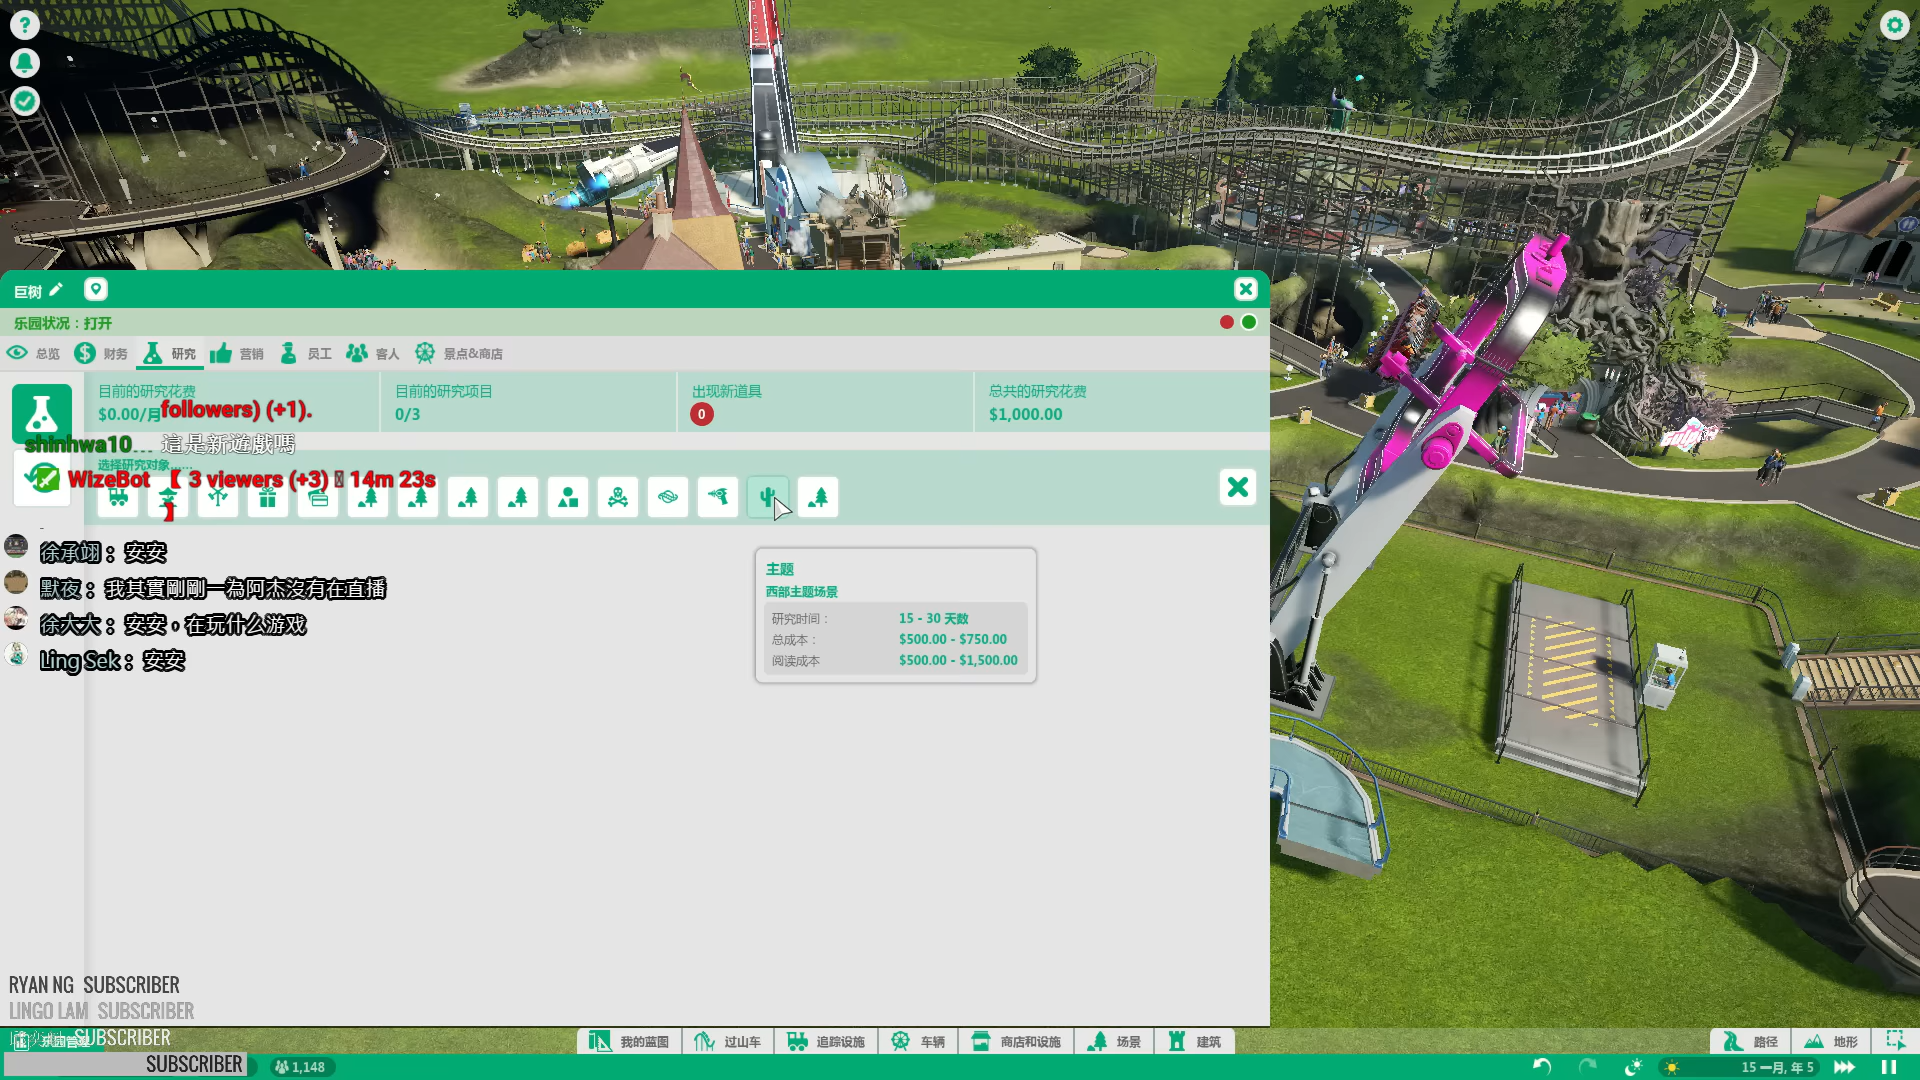 巨树
乐园状况：打开
总览 财务 研究 营销 员工 客人 景点&商店
目前的研究花费
$0.00/月
目前的研究项目
0/3
出现新道具
0
总共的研究花费
$1,000.00
followers) (+1).
shinhwa10... 這是新遊戲嗎
选择研究对象......
WizeBot 【 3 viewers (+3) 14m 23s
】
徐承翊： 安安
默夜： 我其實剛剛一為阿杰沒有在直播
徐大大： 安安。在玩什么游戏
Ling Sek： 安安
主题
西部主题场景
研究时间： 15 - 30 天数
总成本： $500.00 - $750.00
阅读成本 $500.00 - $1,500.00
Gulpee
RYAN NG SUBSCRIBER
LINGO LAM SUBSCRIBER
SUBSCRIBER
SUBSCRIBER
我的蓝图 过山车 追踪设施 车辆 商店和设施 场景 建筑 路径 地形
1,148
15 一月, 年 5